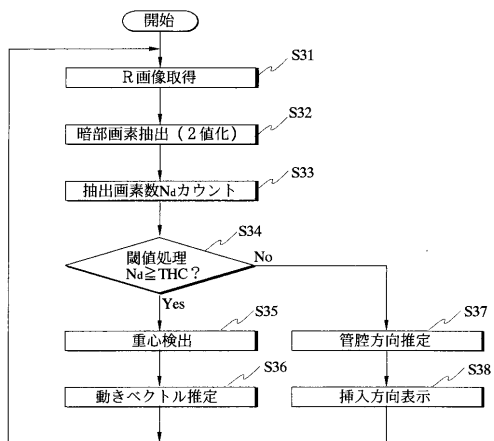 開始
S31
R画像取得
S32
暗部画素抽出(2値化)
S33
抽出画素数Ndカウント
S34
閾値処理
Nd≧THC?
No
Yes
S35
重心検出
S37
管腔方向推定
S36
動きベクトル推定
S38
挿入方向表示